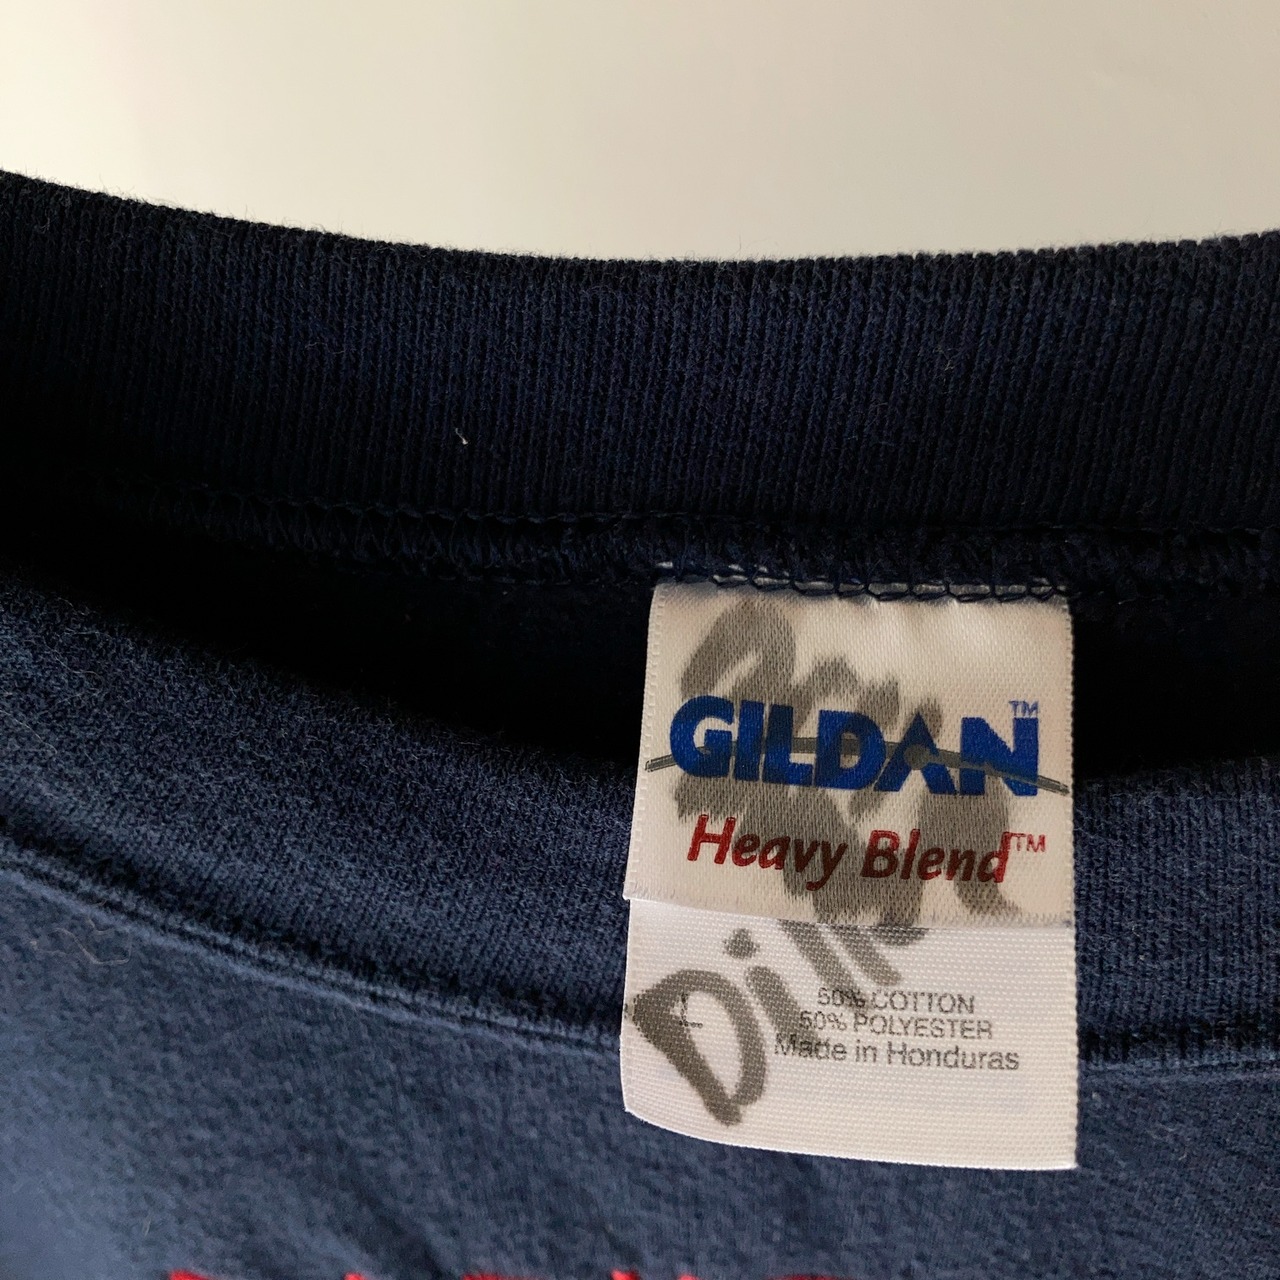 GILDAN™
Heavy Blend™
L
50% COTTON
50% POLYESTER
Made in Honduras